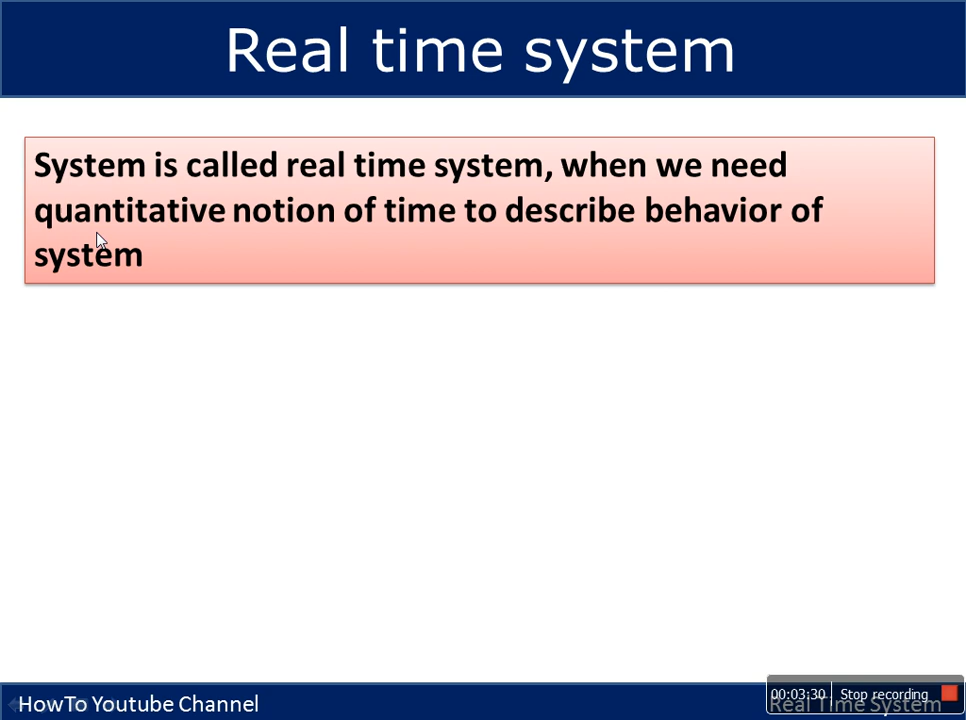 Real time system
System is called real time system, when we need
quantitative notion of time to describe behavior of
system
HowTo Youtube Channel
00:03:30
Stop recording
Real Time System